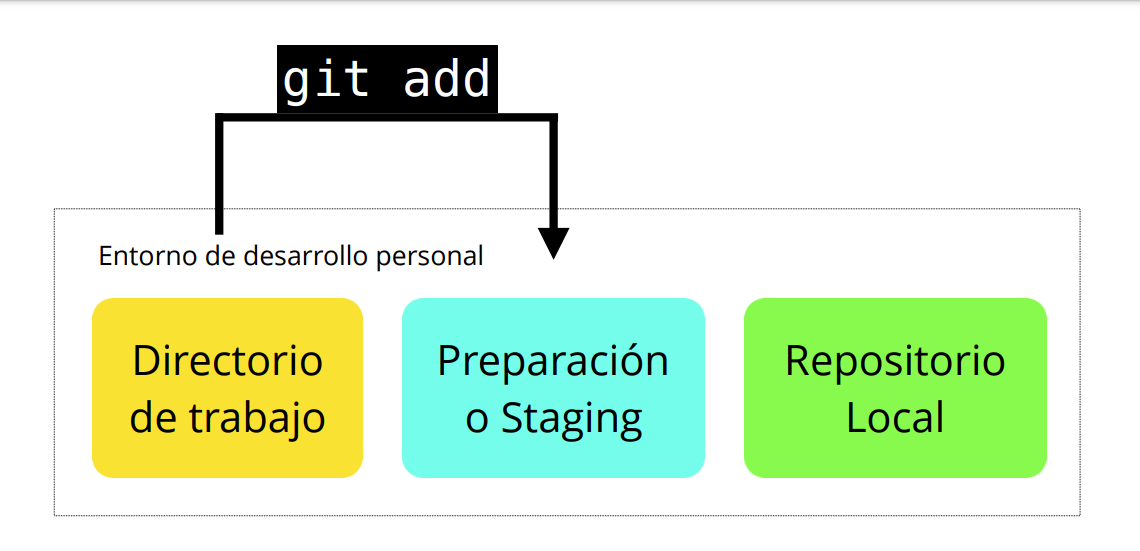 git add
Entorno de desarrollo personal
Directorio
de trabajo
Preparación
o Staging
Repositorio
Local